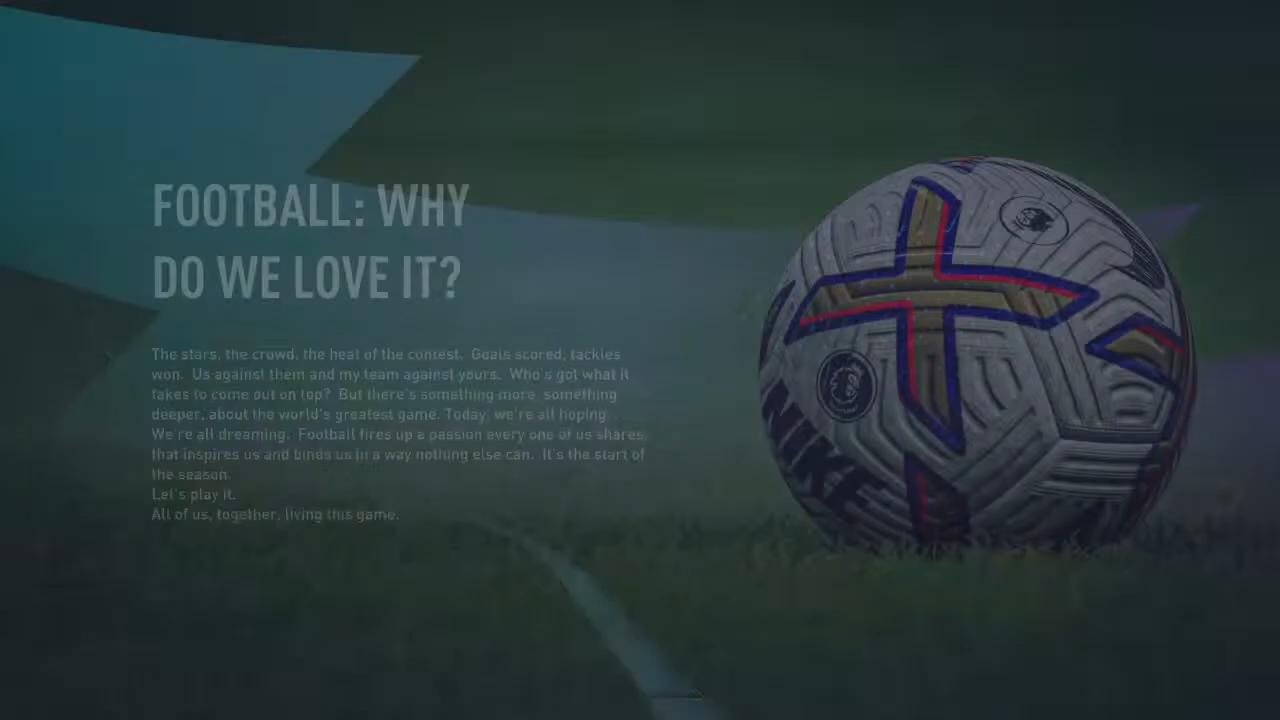 FOOTBALL: WHY
DO WE LOVE IT?
The stars, the crowd, the heat of the contest. Goals scored, tackles
won. Us against them and my team against yours. Who's got what it
takes to come out on top? But there's something more, something
deeper, about the world's greatest game. Today, we're all hoping.
We're all dreaming. Football fires up a passion every one of us shares,
that inspires us and binds us in a way nothing else can. It's the start of
the season.
Let's play it.
All of us, together, living this game.
NIKE